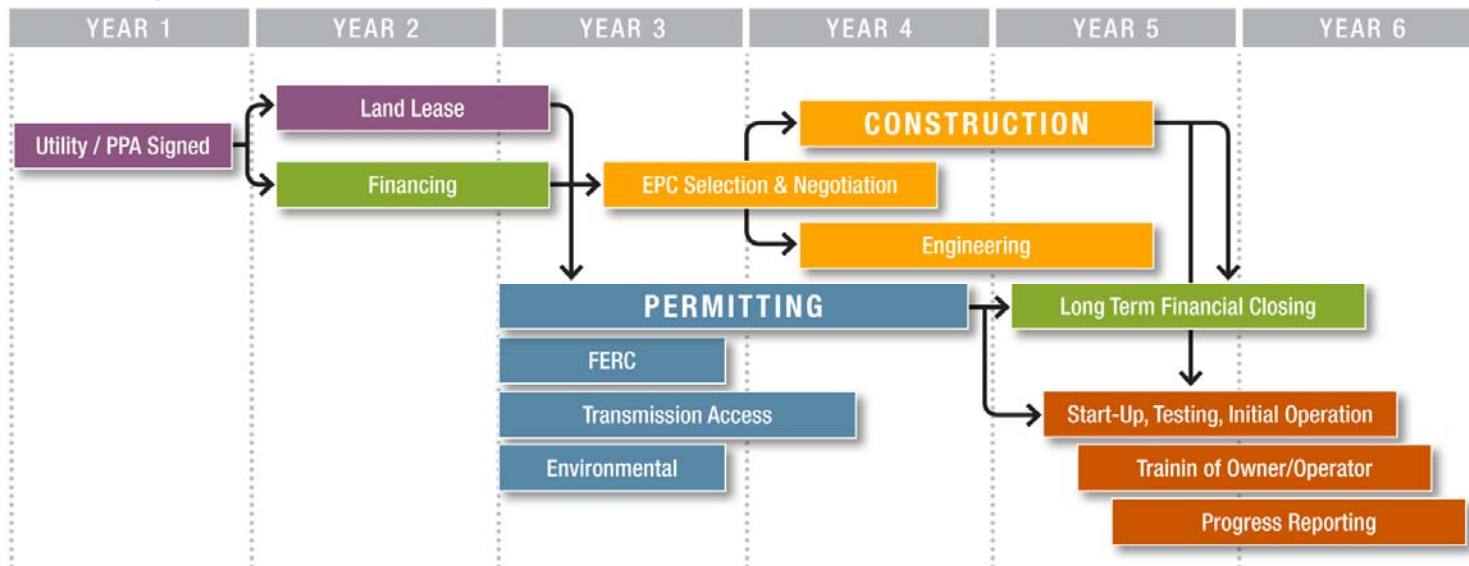 YEAR 1
YEAR 2
YEAR 3
YEAR 4
YEAR 5
YEAR 6
Land Lease
CONSTRUCTION
Utility / PPA Signed
Financing
EPC Selection & Negotiation
Engineering
PERMITTING
Long Term Financial Closing
FERC
Transmission Access
Start-Up, Testing, Initial Operation
Environmental
Trainin of Owner/Operator
Progress Reporting